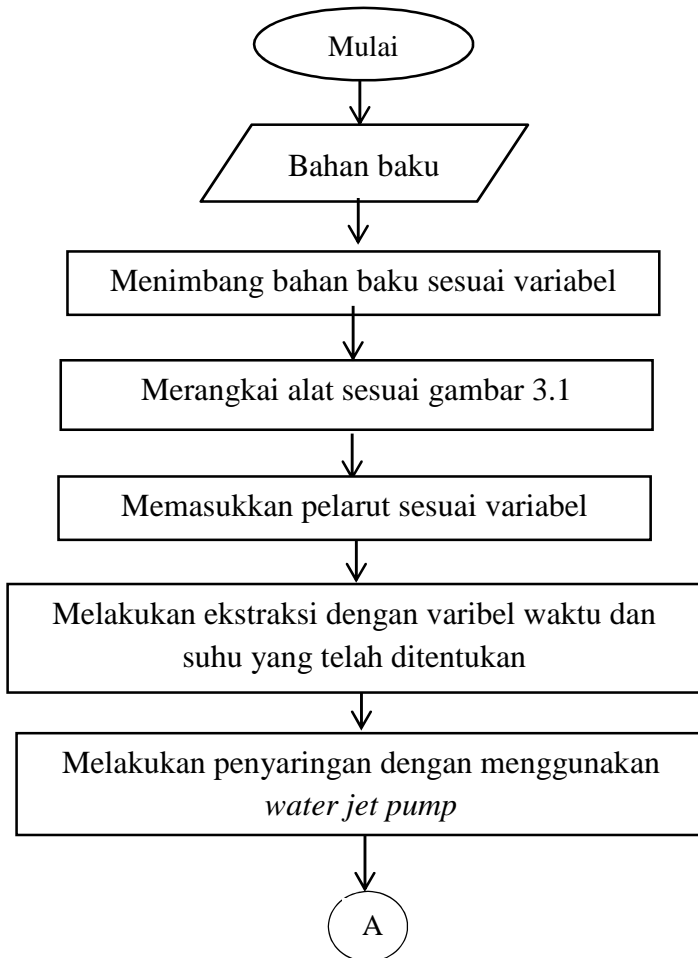 Mulai
Bahan baku
Menimbang bahan baku sesuai variabel
Merangkai alat sesuai gambar 3.1
Memasukkan pelarut sesuai variabel
Melakukan ekstraksi dengan varibel waktu dan
suhu yang telah ditentukan
Melakukan penyaringan dengan menggunakan
water jet pump
A